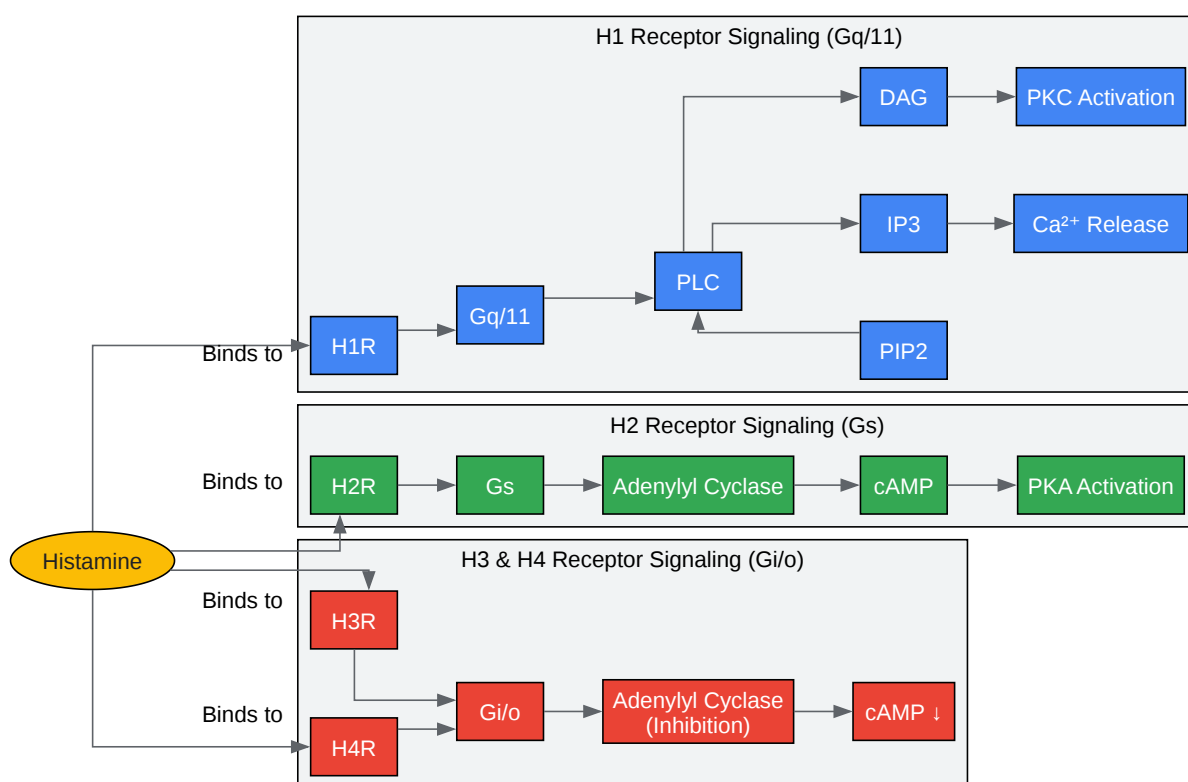 H1 Receptor Signaling (Gq/11)
DAG
PKC Activation
IP3
Ca²⁺ Release
PLC
Gq/11
H1R
PIP2
Binds to
H2 Receptor Signaling (Gs)
Binds to
H2R
Gs
Adenylyl Cyclase
cAMP
PKA Activation
Histamine
H3 & H4 Receptor Signaling (Gi/o)
Binds to
H3R
Binds to
H4R
Gi/o
Adenylyl Cyclase
(Inhibition)
cAMP ↓